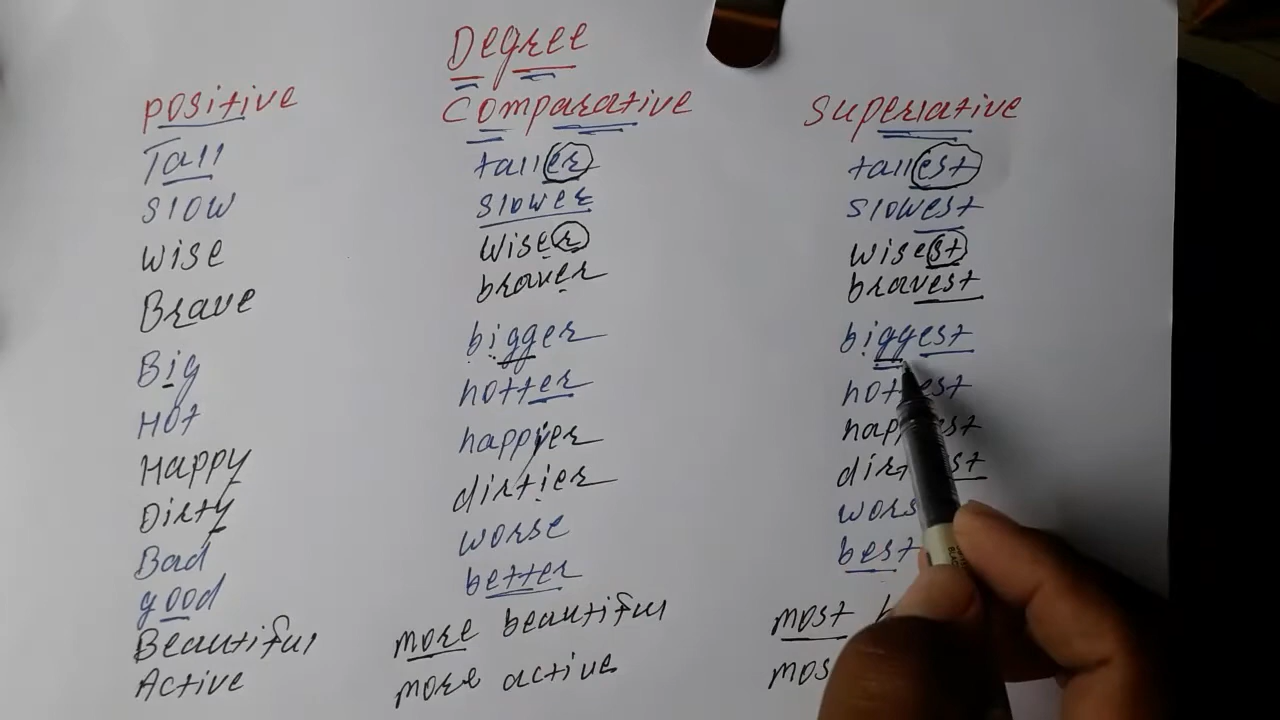 Degree
Positive Comparative Superlative
Tall taller tallest
Slow slower slowest
Wise wiser wisest
Brave braver bravest
Big bigger biggest
Hot hotter hottest
Happy happier
Dirty dirtier
Bad worse
good better best
Beautiful more beautiful most
Active more active